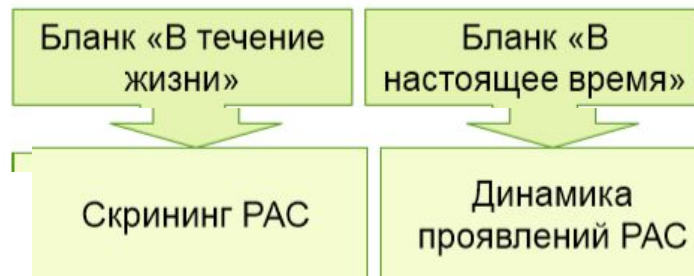 Бланк «В течение
жизни»
Бланк «В
настоящее время»
Скрининг РАС
Динамика
проявлений РАС